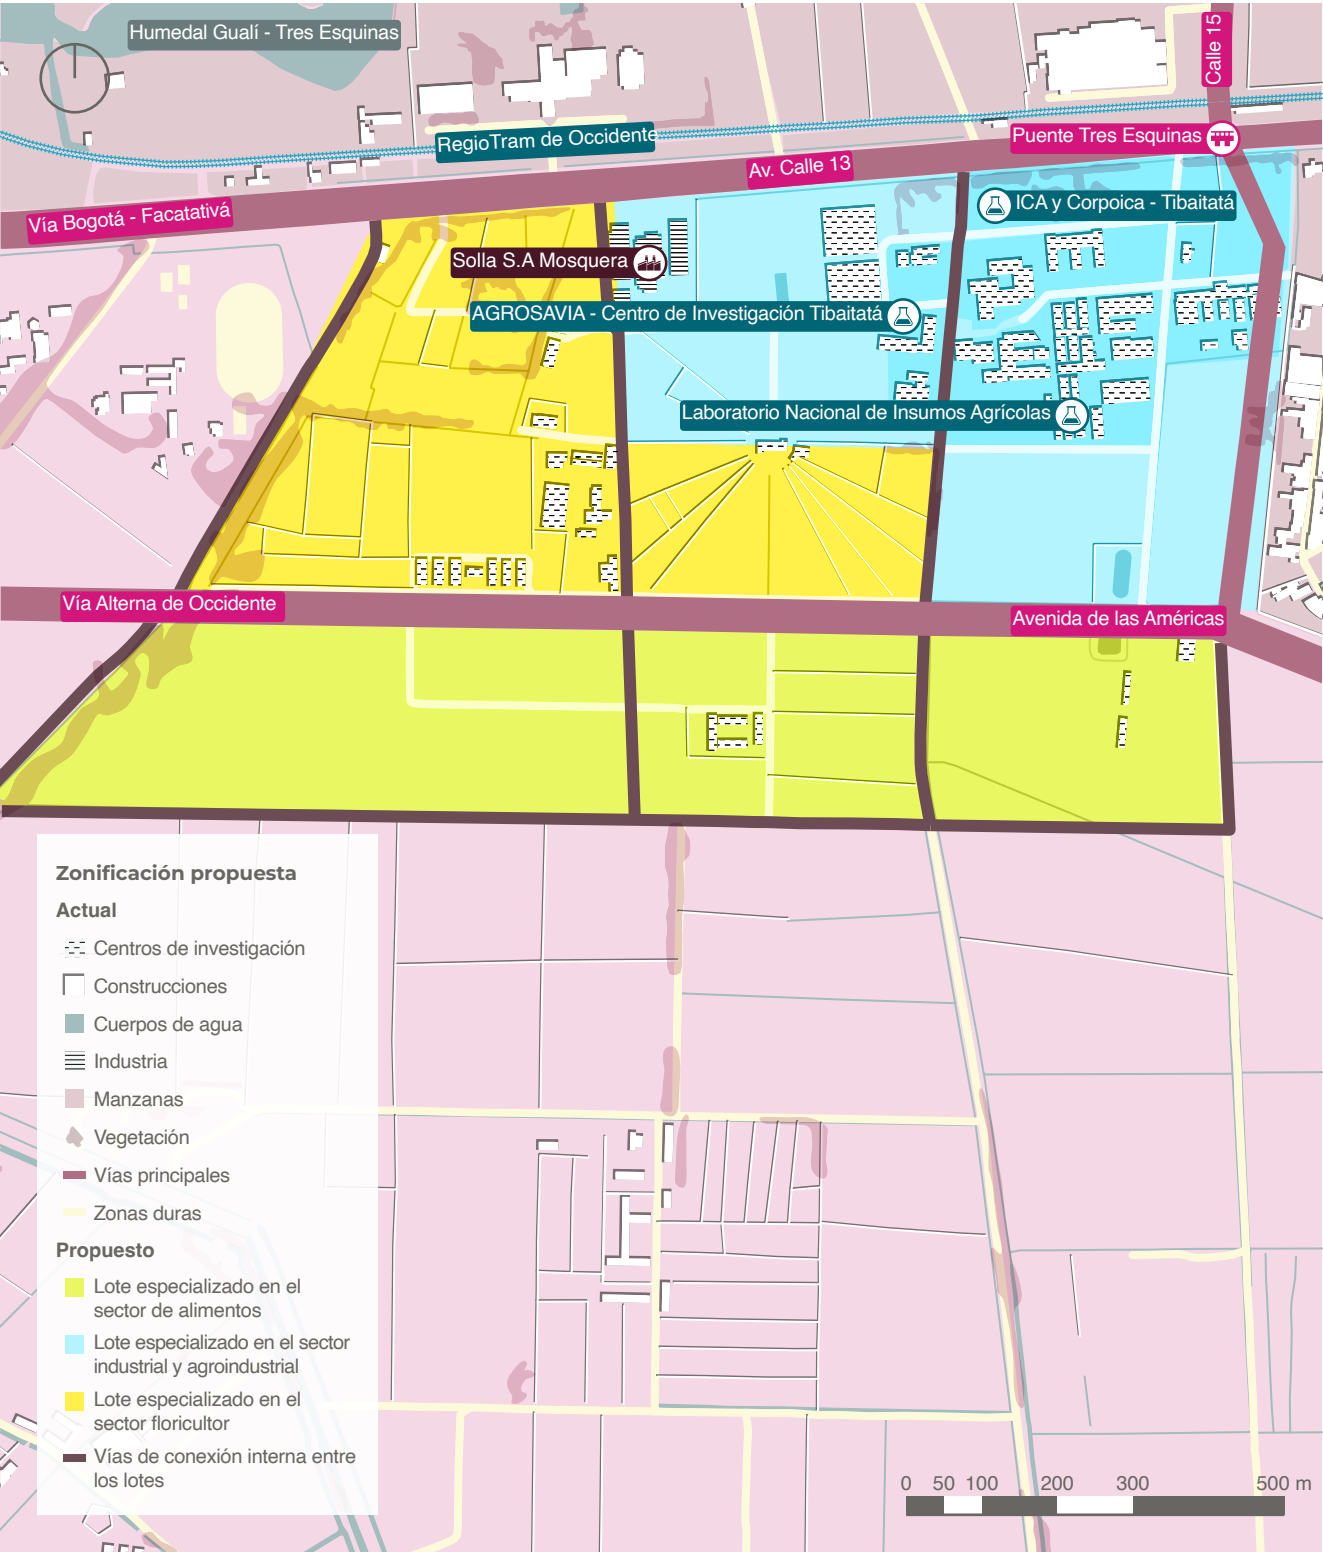 Humedal Gualí - Tres Esquinas
Calle 15
RegioTram de Occidente
Puente Tres Esquinas
Av. Calle 13
Vía Bogotá - Facatativá
ICA y Corpoica - Tibaitatá
Solla S.A Mosquera
AGROSAVIA - Centro de Investigación Tibaitatá
Laboratorio Nacional de Insumos Agrícolas
Vía Alterna de Occidente
Avenida de las Américas
Zonificación propuesta
Actual
Centros de investigación
Construcciones
Cuerpos de agua
Industria
Manzanas
Vegetación
Vías principales
Zonas duras
Propuesto
Lote especializado en el
sector de alimentos
Lote especializado en el sector
industrial y agroindustrial
Lote especializado en el
sector floricultor
Vías de conexión interna entre
los lotes
0 50 100 200 300 500 m